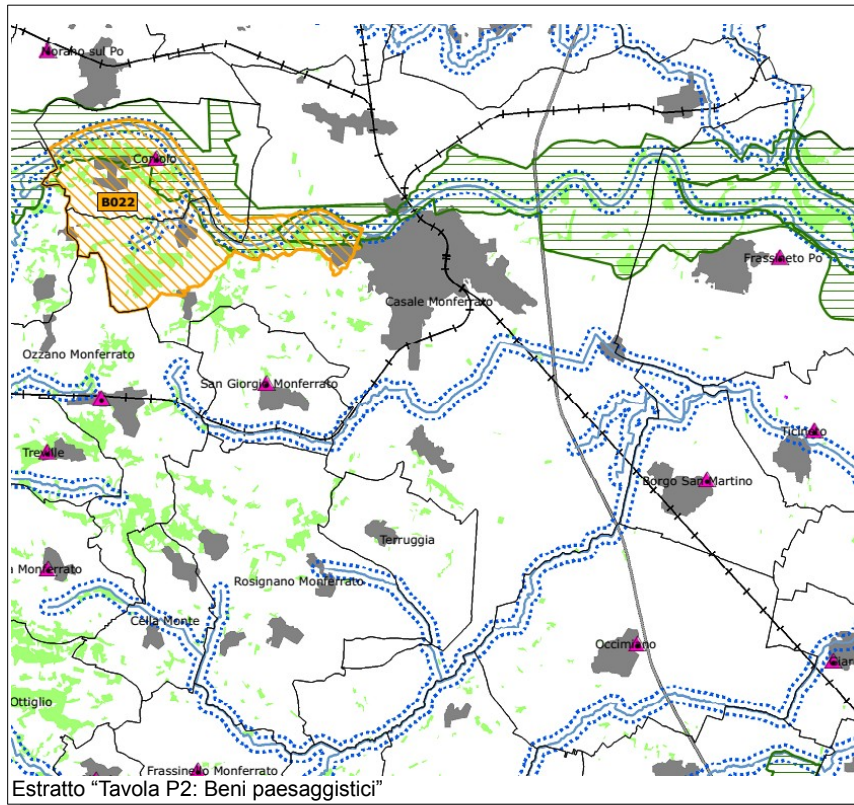 Morano sul Po
Coniolo
B022
Frassineto Po
Casale Monferrato
Ozzano Monferrato
San Giorgio Monferrato
Treville
Ticineto
Borgo San Martino
Terruggia
a Monferrato
Rosignano Monferrato
Cella Monte
Occimiano
Giar
Ottiglio
Frassinello Monferrato
Estratto “Tavola P2: Beni paesaggistici”